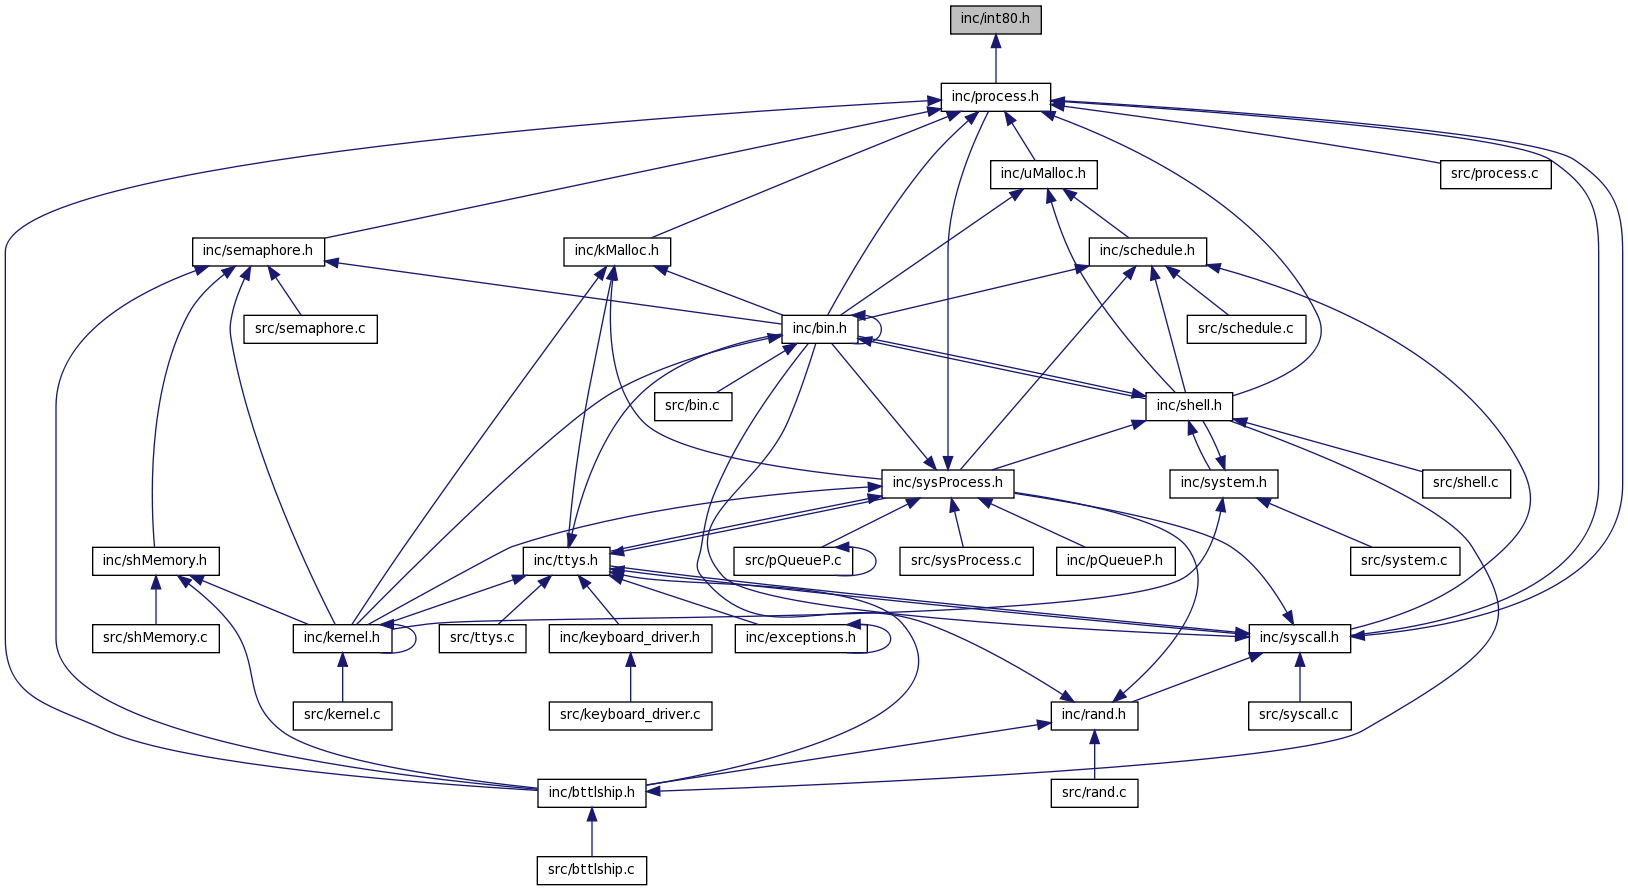 inc/int80.h
inc/process.h
inc/uMalloc.h
src/process.c
inc/semaphore.h
inc/kMalloc.h
inc/schedule.h
src/semaphore.c
inc/bin.h
src/schedule.c
src/bin.c
inc/shell.h
inc/sysProcess.h
inc/system.h
src/shell.c
inc/shMemory.h
inc/ttys.h
src/pQueueP.c
src/sysProcess.c
inc/pQueueP.h
src/system.c
src/shMemory.c
inc/kernel.h
src/ttys.c
inc/keyboard_driver.h
inc/exceptions.h
inc/syscall.h
src/kernel.c
src/keyboard_driver.c
inc/rand.h
src/syscall.c
inc/bttlship.h
src/rand.c
src/bttlship.c